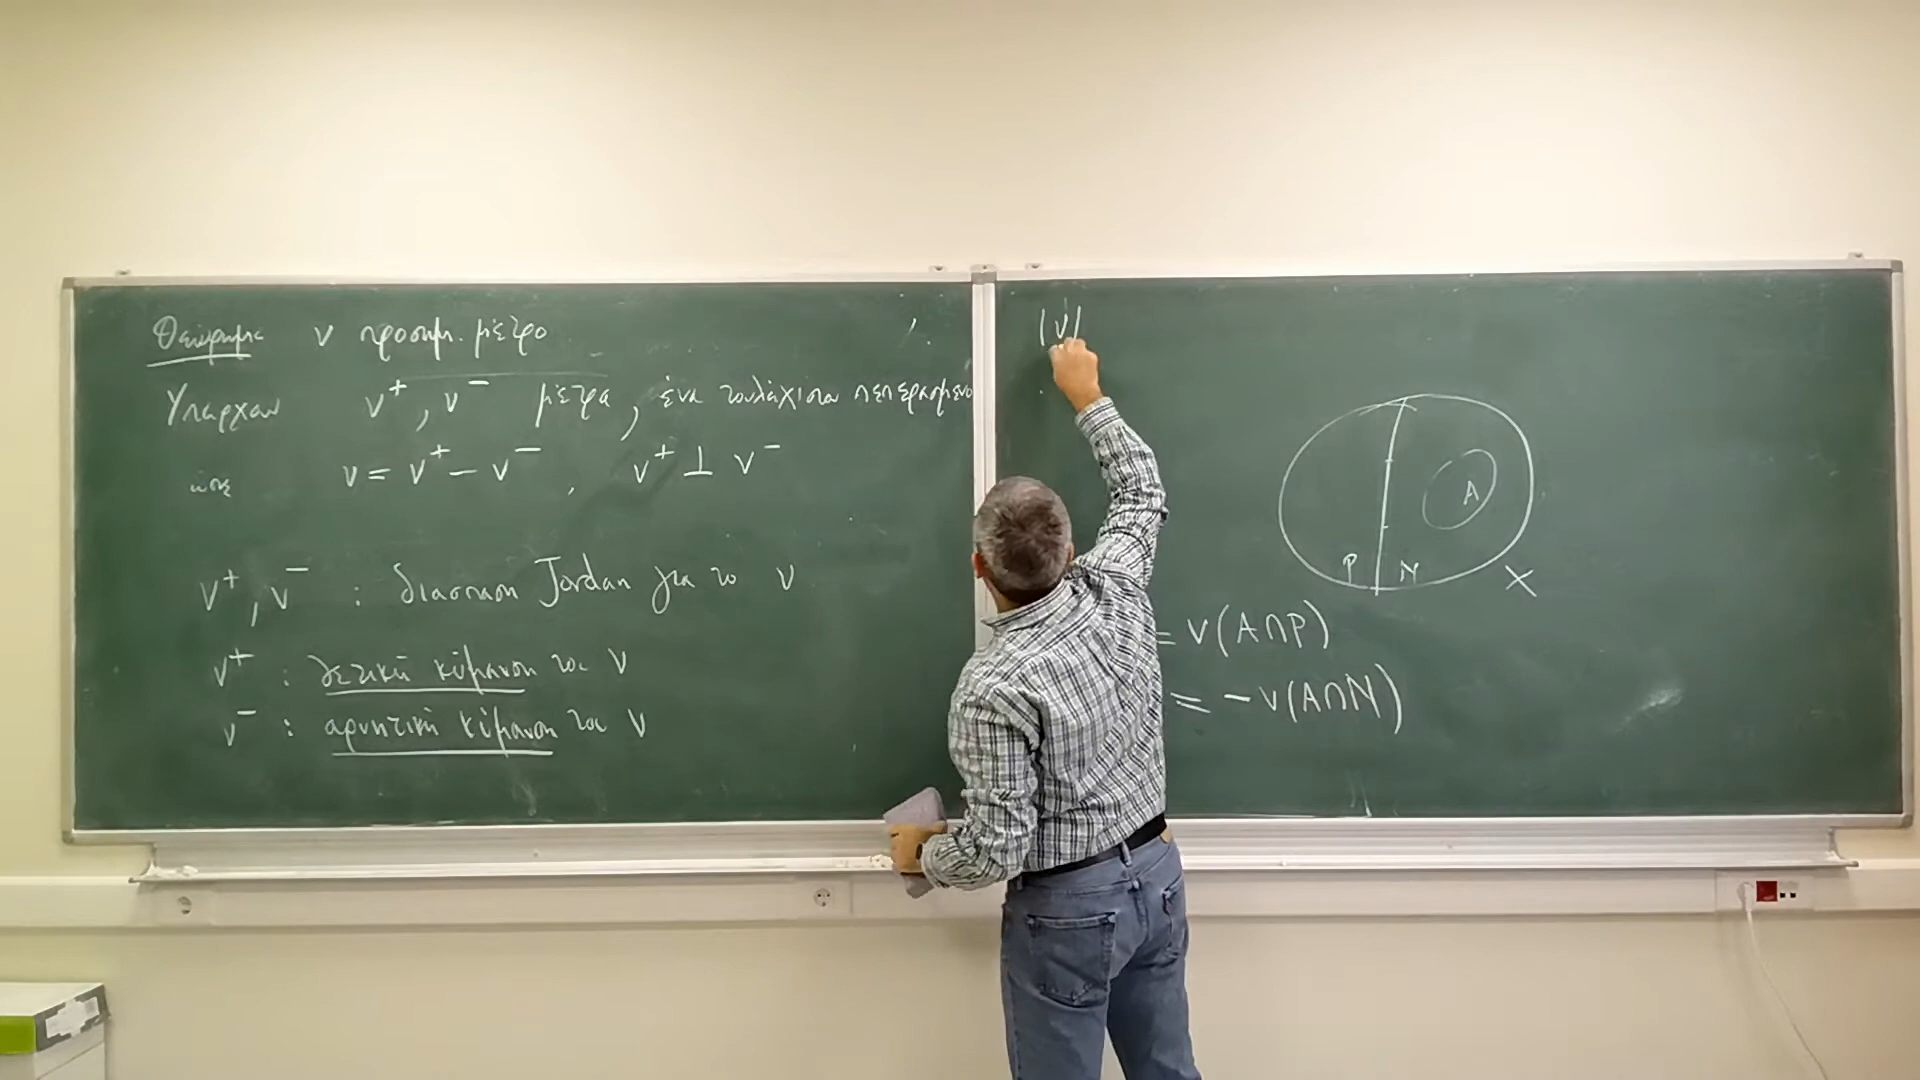 Θεώρημα ν προσημ. μέτρο
Υπάρχουν ν⁺, ν⁻ μέτρα, ένα τουλάχιστον πεπερασμένο
ώστε ν = ν⁺ − ν⁻, ν⁺ ⊥ ν⁻
ν⁺, ν⁻ : διάσπαση Jordan για το ν
ν⁺ : θετική κύμανση του ν
ν⁻ : αρνητική κύμανση του ν
|ν|
A
P N
X
= ν(A∩P)
= −ν(A∩N)